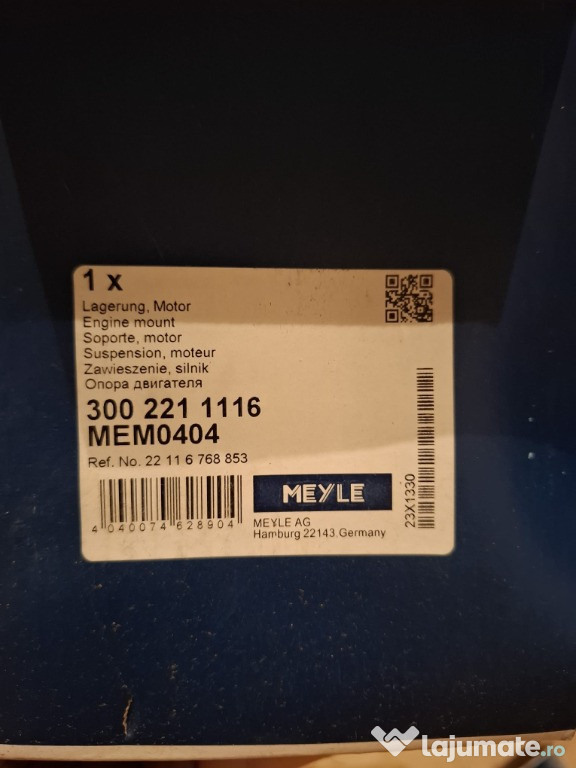 1 x
Lagerung, Motor
Engine mount
Soporte, motor
Suspension, moteur
Zawieszenie, silnik
Опора двигателя
300 221 1116
MEM0404
Ref. No. 22 11 6 768 853
4 040074 628904
MEYLE
MEYLE AG
Hamburg 22143, Germany
23X1330
Lajumate.ro